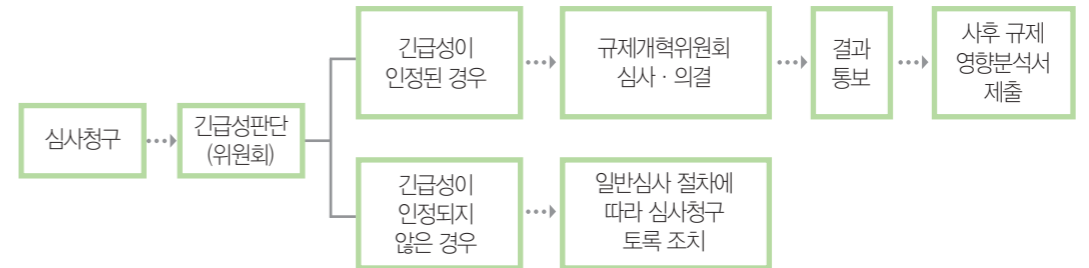 심사청구
긴급성판단
(위원회)
긴급성이
인정된 경우
규제개혁위원회
심사 · 의결
결과
통보
사후 규제
영향분석서
제출
긴급성이
인정되지
않은 경우
일반심사 절차에
따라 심사청구
토록 조치